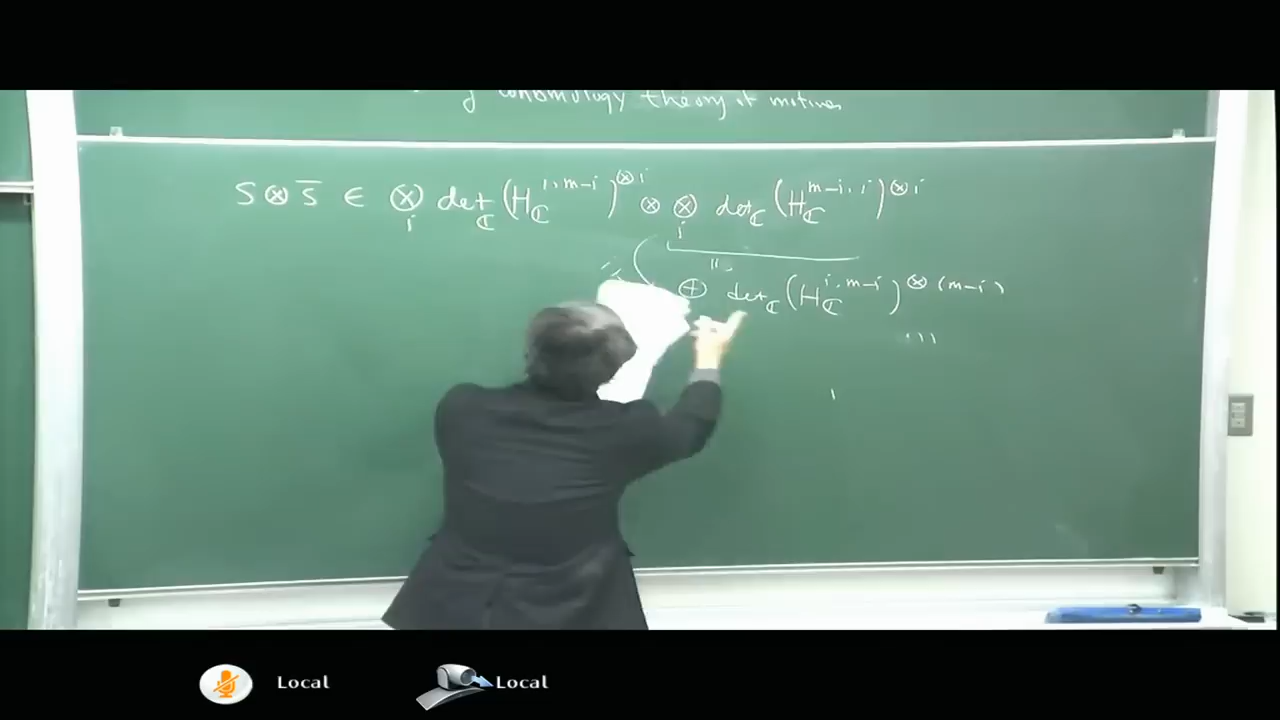 cohomology theory of motives
S ⊗ S̄ ∈ ⊗_i det_ℂ (H_ℂ^{i, m-i})^{⊗ i} ⊗ ⊗_i det_ℂ (H_ℂ^{m-i, i})^{⊗ i}
⊕ det_ℂ (H_ℂ^{i, m-i})^{⊗ (m-i)}
Local
Local